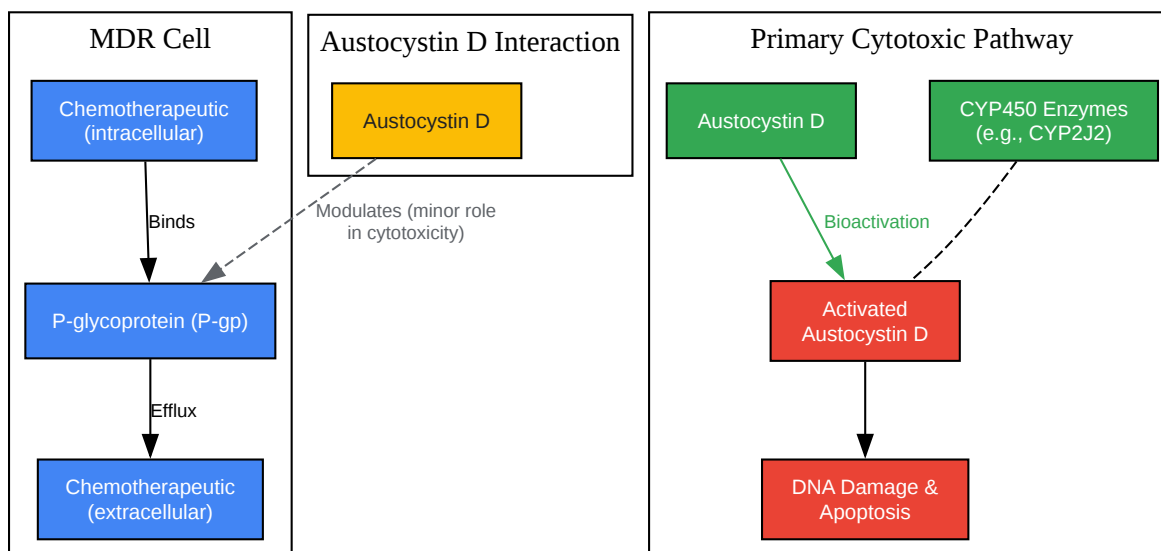 MDR Cell
Chemotherapeutic
(intracellular)
Binds
P-glycoprotein (P-gp)
Efflux
Chemotherapeutic
(extracellular)
Austocystin D Interaction
Austocystin D
Modulates (minor role
in cytotoxicity)
Primary Cytotoxic Pathway
Austocystin D
CYP450 Enzymes
(e.g., CYP2J2)
Bioactivation
Activated
Austocystin D
DNA Damage &
Apoptosis